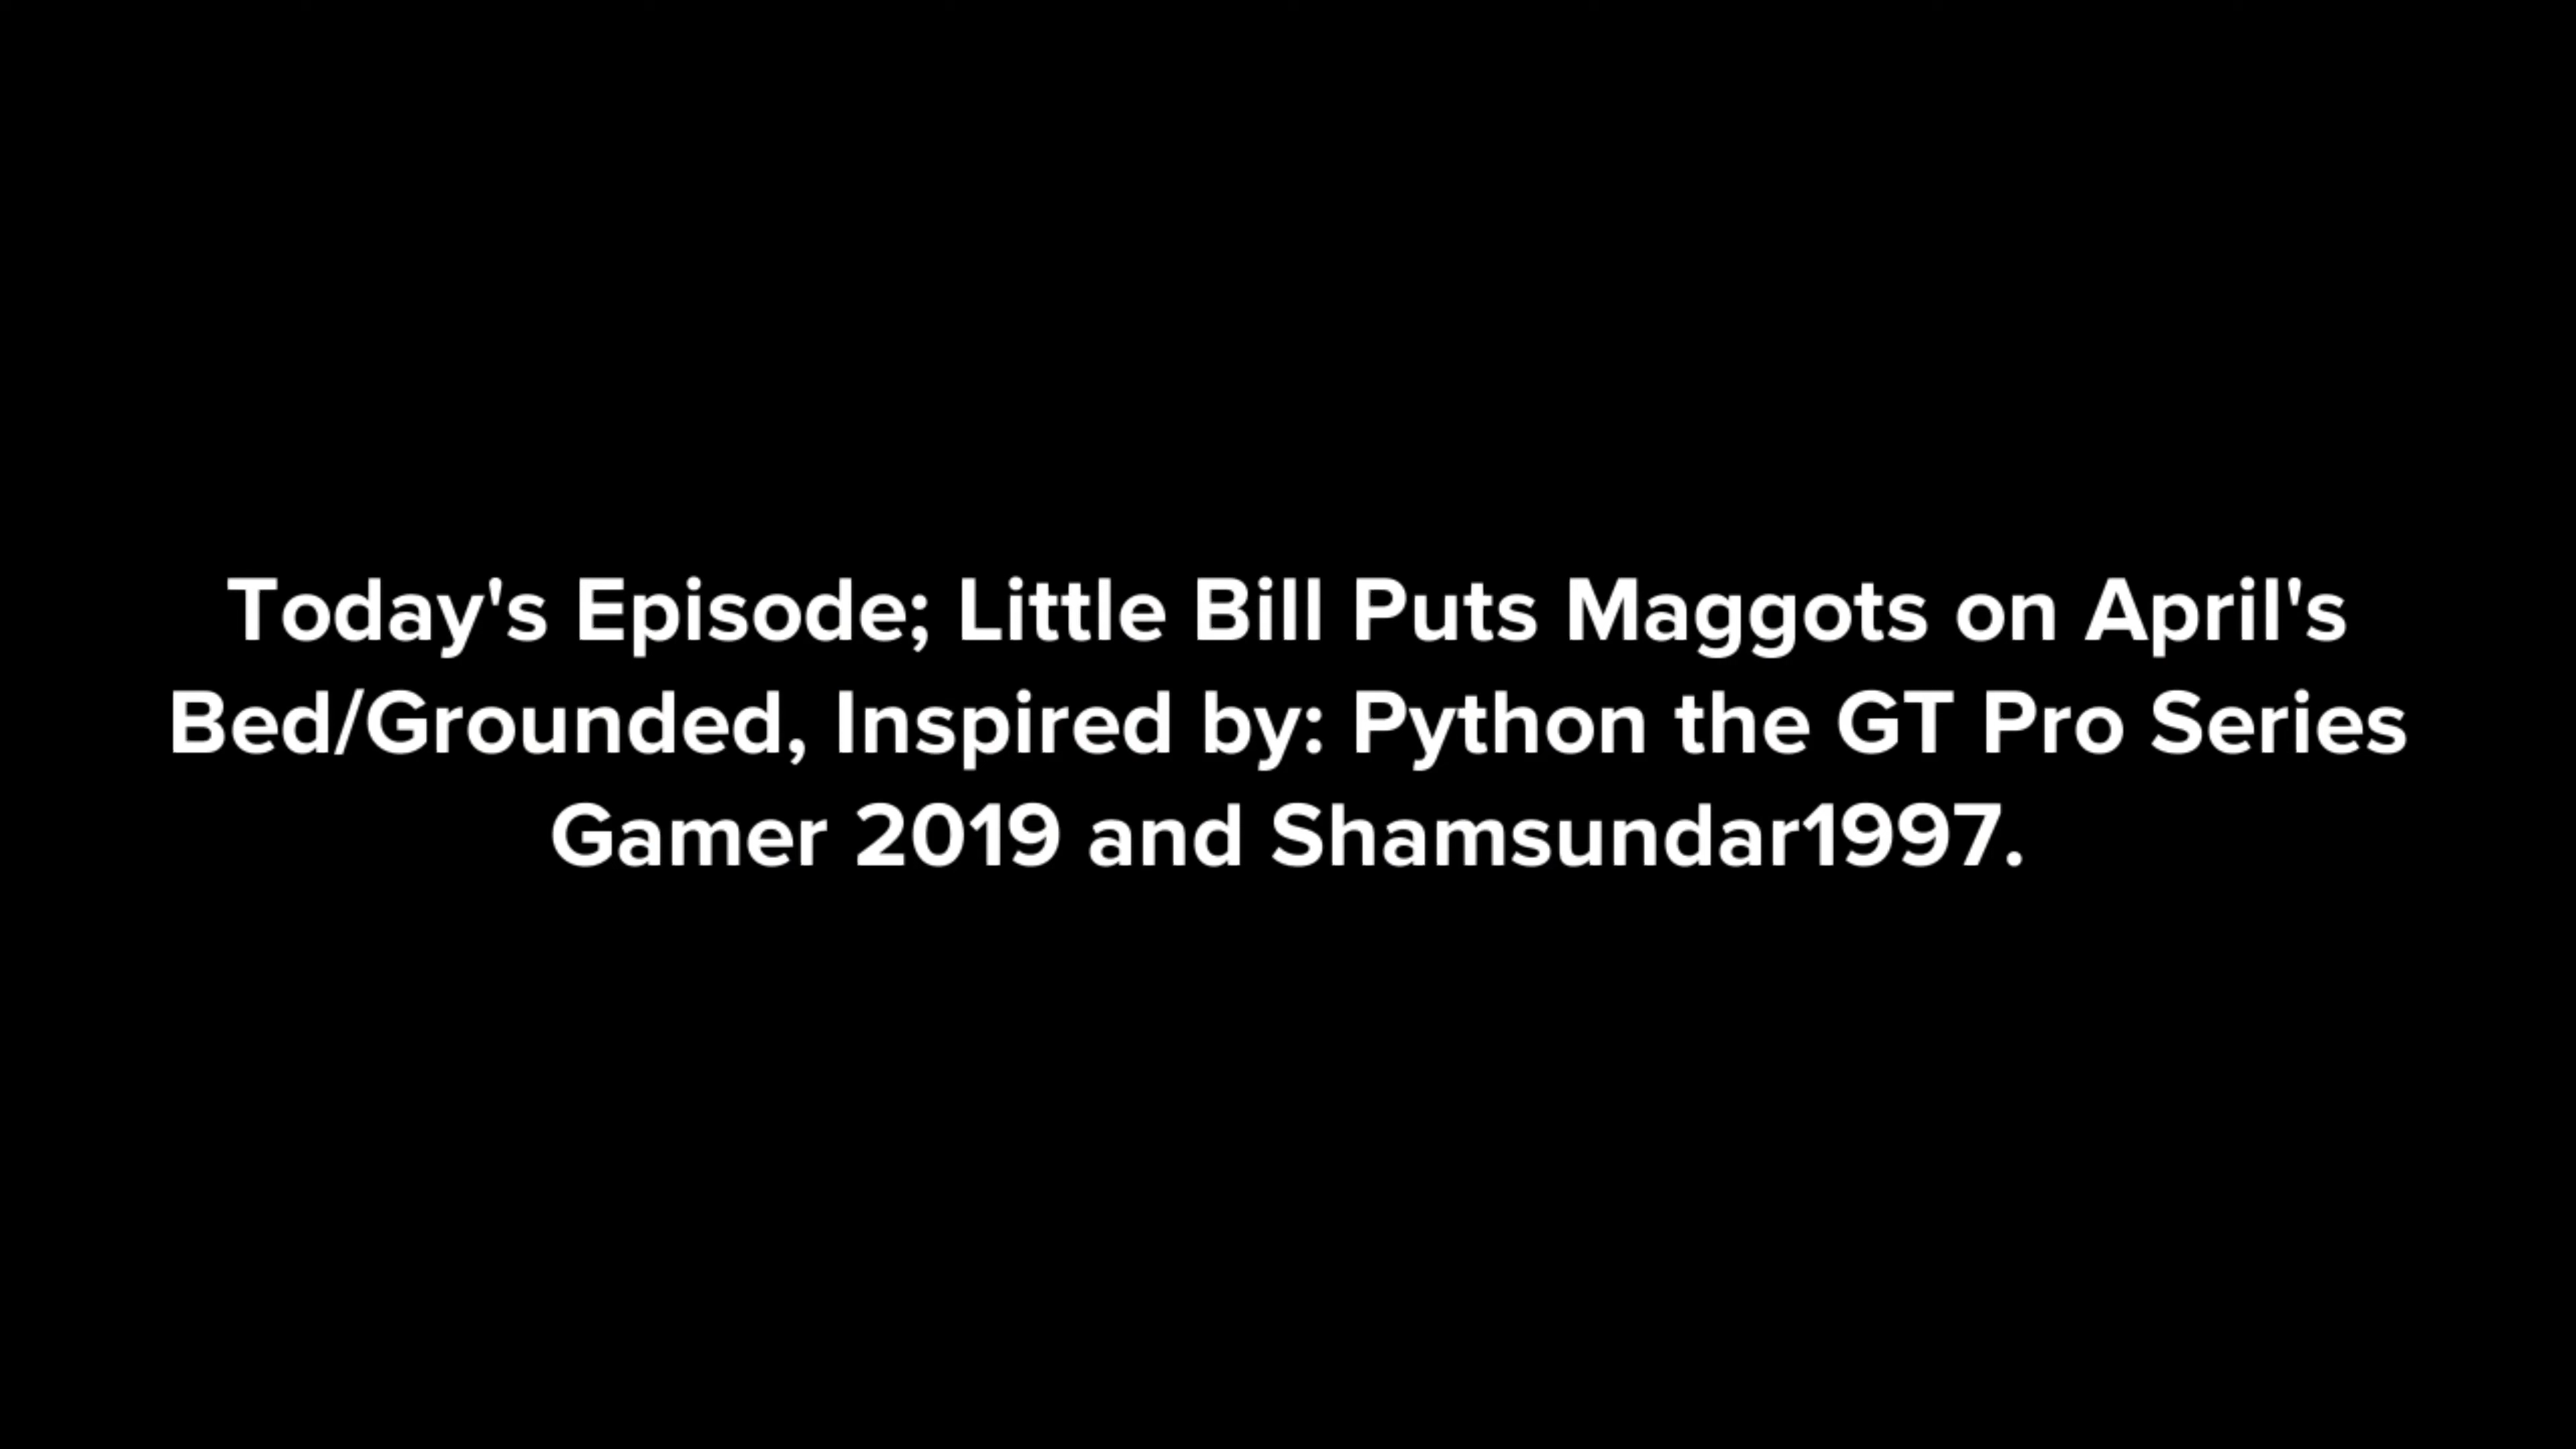 Today's Episode; Little Bill Puts Maggots on April's
Bed/Grounded, Inspired by: Python the GT Pro Series
Gamer 2019 and Shamsundar1997.